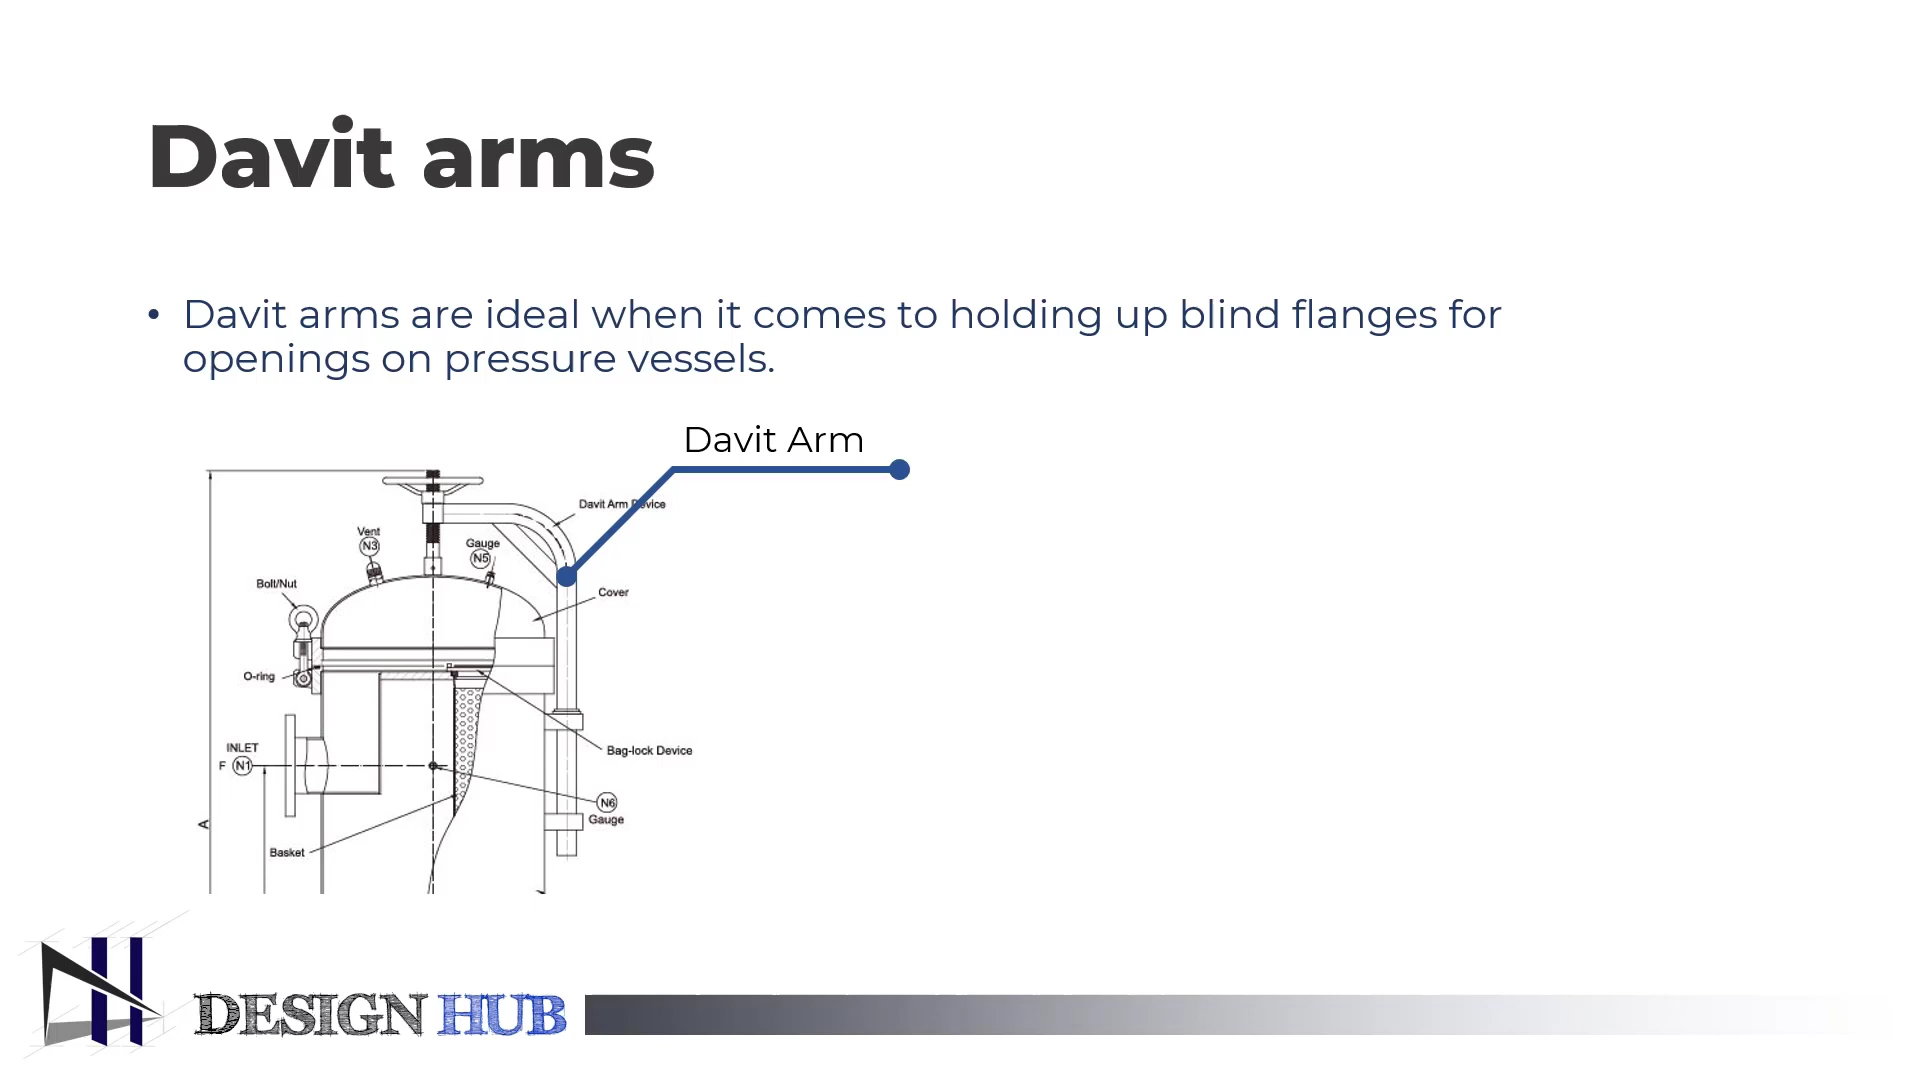 Davit arms
• Davit arms are ideal when it comes to holding up blind flanges for
openings on pressure vessels.
Davit Arm
Davit Arm Device
Vent
N3
Gauge
N5
Bolt/Nut
Cover
O-ring
INLET
F N1
Bag-lock Device
N6
Gauge
A
Basket
DESIGN HUB